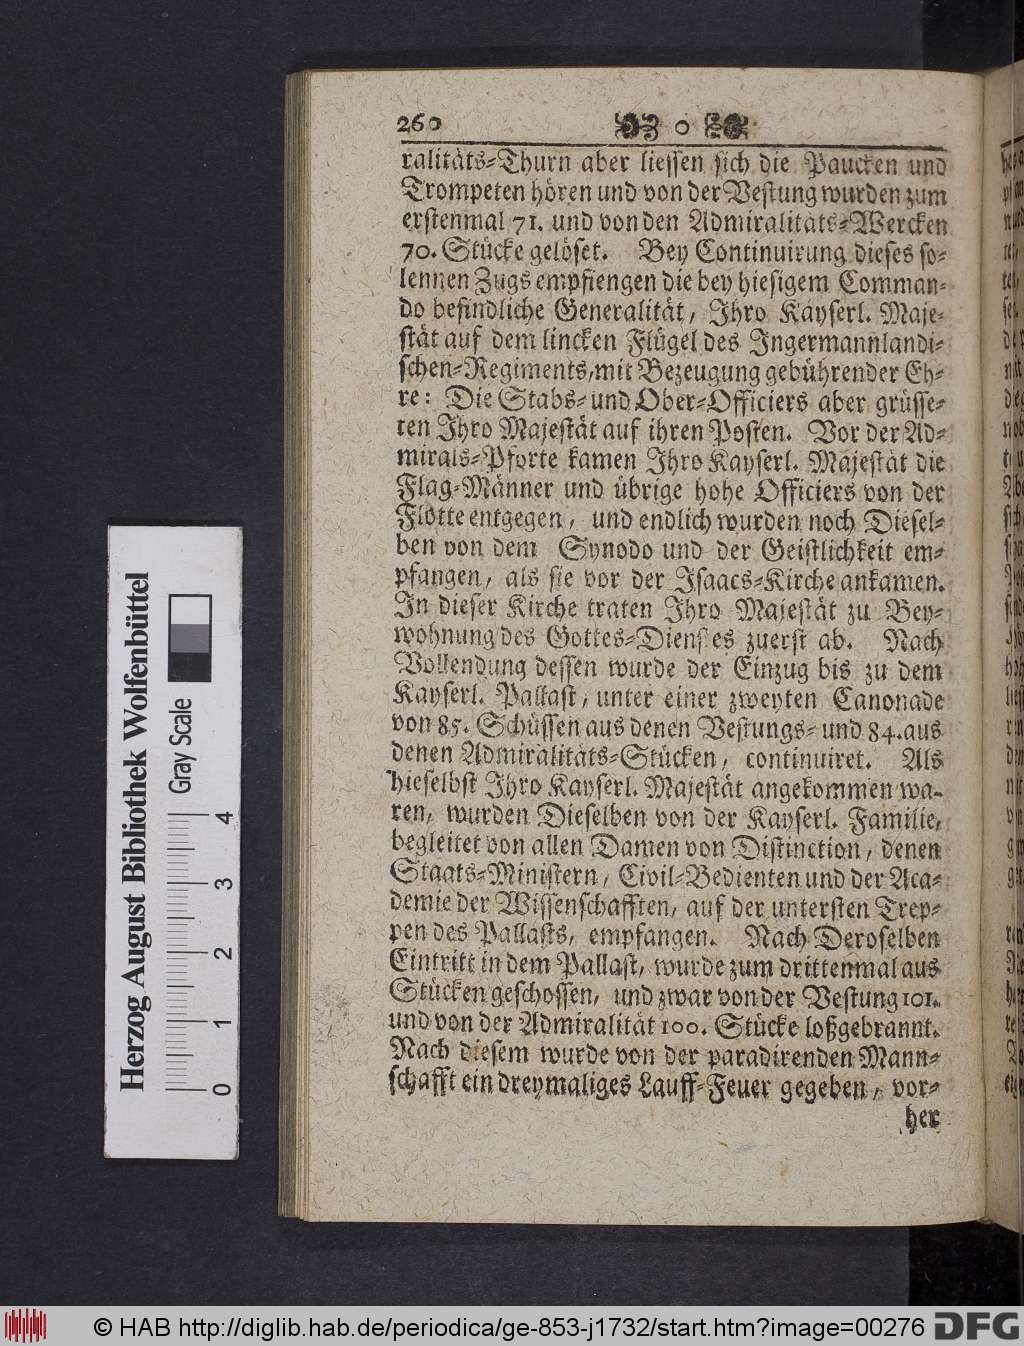 260 o
ralitäts-Thurn aber liessen sich die Paucken und
Trompeten hören und von der Vestung wurden zum
erstenmal 71. und von den Admiralitäts-Wercken
70. Stücke gelöset. Bey Continuirung dieses so-
lennen Zugs empfiengen die bey hiesigem Comman-
do befindliche Generalität, Ihro Kayserl. Maje-
stät auf dem lincken Flügel des Ingermannlandi-
schen-Regiments, mit Bezeugung gebührender Eh-
re: Die Stabs- und Ober-Officiers aber grüsse-
ten Ihro Majestät auf ihren Posten. Vor der Ad-
mirals-Pforte kamen Ihro Kayserl. Majestät die
Flag-Männer und übrige hohe Officiers von der
Flotte entgegen, und endlich wurden noch Diesel-
ben von dem Synodo und der Geistlichkeit em-
pfangen, als sie vor der Isaacs-Kirche ankamen.
In dieser Kirche traten Ihro Majestät zu Bey-
wohnung des Gottes-Dienstes zuerst ab. Nach
Vollendung dessen wurde der Einzug bis zu dem
Kayserl. Pallast, unter einer zweyten Canonade
von 85. Schüssen aus denen Vestungs- und 84. aus
denen Admiralitäts-Stücken, continuiret. Als
hieselbst Ihro Kayserl. Majestät angekommen wa-
ren, wurden Dieselben von der Kayserl. Familie,
begleitet von allen Damen von Distinction, denen
Staats-Ministern, Civil-Bedienten und der Aca-
demie der Wissenschafften, auf der untersten Trep-
pen des Pallasts, empfangen. Nach Deroselben
Eintritt in dem Pallast, wurde zum drittenmal aus
Stücken geschossen, und zwar von der Vestung 101.
und von der Admiralität 100. Stücke loßgebrannt.
Nach diesem wurde von der paradirenden Mann-
schafft ein dreymaliges Lauff-Feuer gegeben, vor-
her
Herzog August Bibliothek Wolfenbüttel
Gray Scale
0 1 2 3 4
© HAB http://diglib.hab.de/periodica/ge-853-j1732/start.htm?image=00276
DFG